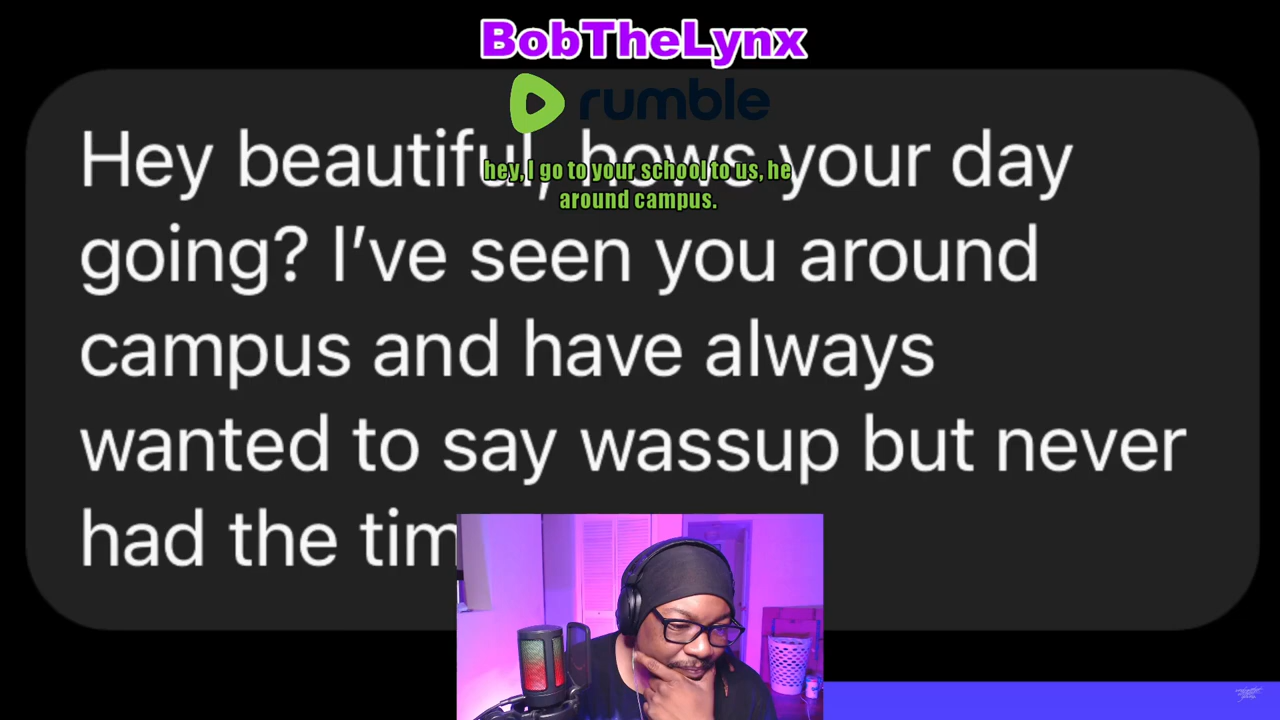 BobTheLynx
rumble
Hey beautiful, hows your day
hey, I go to your school to us, he
around campus.
going? I’ve seen you around
campus and have always
wanted to say wassup but never
had the tim